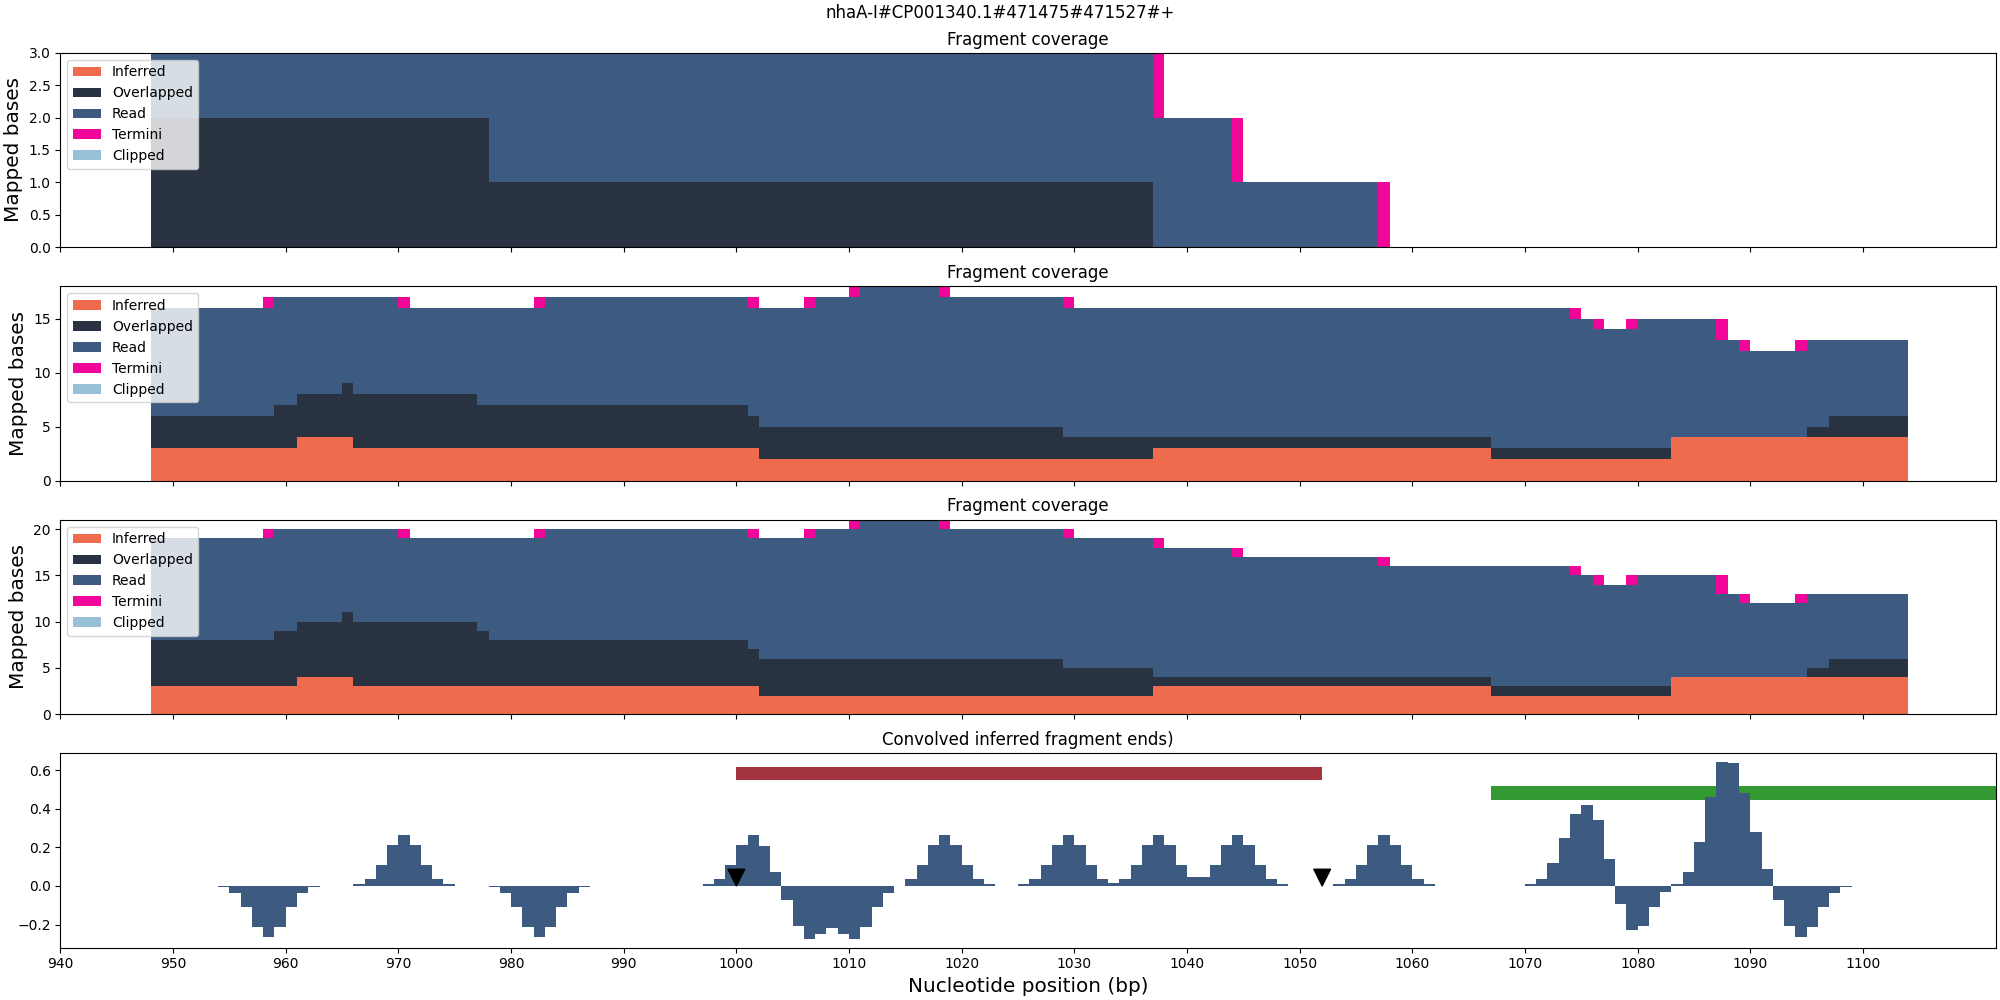 nhaA-I#CP001340.1#471475#471527#+
Fragment coverage
Mapped bases
3.0
2.5
2.0
1.5
1.0
0.5
0.0
Inferred
Overlapped
Read
Termini
Clipped
Fragment coverage
Mapped bases
15
10
5
0
Inferred
Overlapped
Read
Termini
Clipped
Fragment coverage
Mapped bases
20
15
10
5
0
Inferred
Overlapped
Read
Termini
Clipped
Convolved inferred fragment ends)
0.6
0.4
0.2
0.0
−0.2
940 950 960 970 980 990 1000 1010 1020 1030 1040 1050 1060 1070 1080 1090 1100
Nucleotide position (bp)